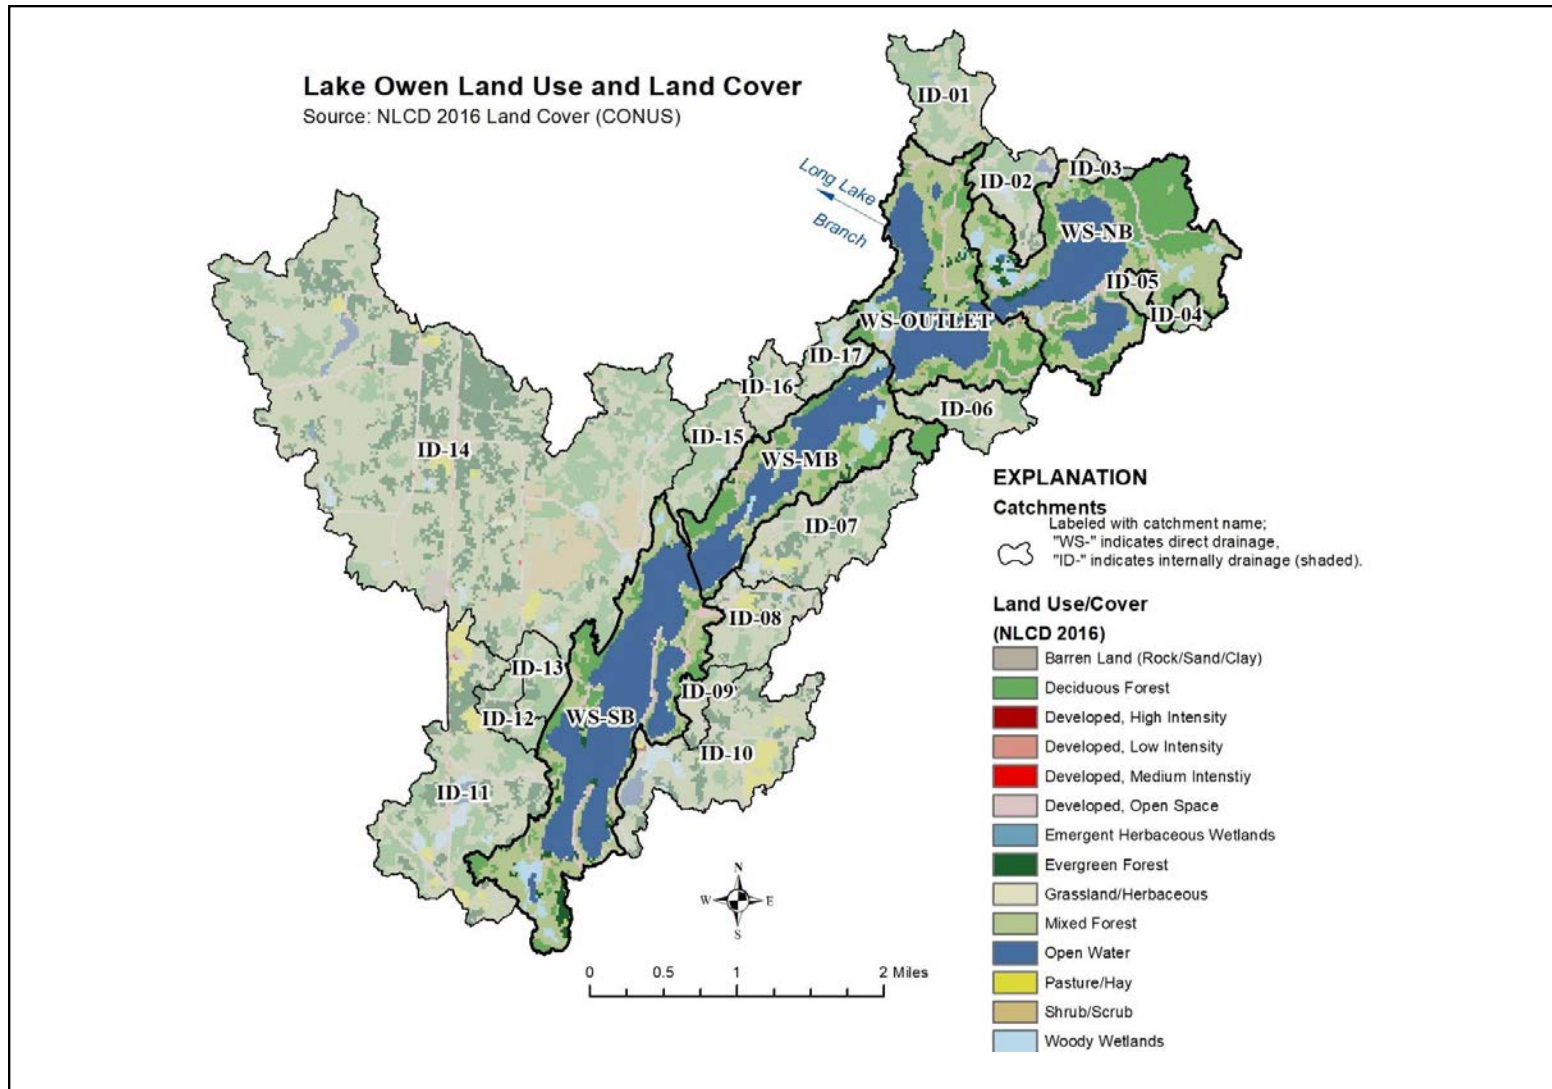 Lake Owen Land Use and Land Cover
Source: NLCD 2016 Land Cover (CONUS)
ID-01
Long Lake
Branch
ID-02
ID-03
WS-NB
ID-05
ID-04
WS-OUTLET
ID-17
ID-16
ID-06
ID-15
ID-14
WS-MB
ID-07
ID-08
ID-13
ID-09
ID-12
WS-SB
ID-10
ID-11
N
W
E
S
0
0.5
1
2 Miles
EXPLANATION
Catchments
Labeled with catchment name;
"WS-" indicates direct drainage,
"ID-" indicates internally drainage (shaded).
Land Use/Cover
(NLCD 2016)
Barren Land (Rock/Sand/Clay)
Deciduous Forest
Developed, High Intensity
Developed, Low Intensity
Developed, Medium Intenstiy
Developed, Open Space
Emergent Herbaceous Wetlands
Evergreen Forest
Grassland/Herbaceous
Mixed Forest
Open Water
Pasture/Hay
Shrub/Scrub
Woody Wetlands